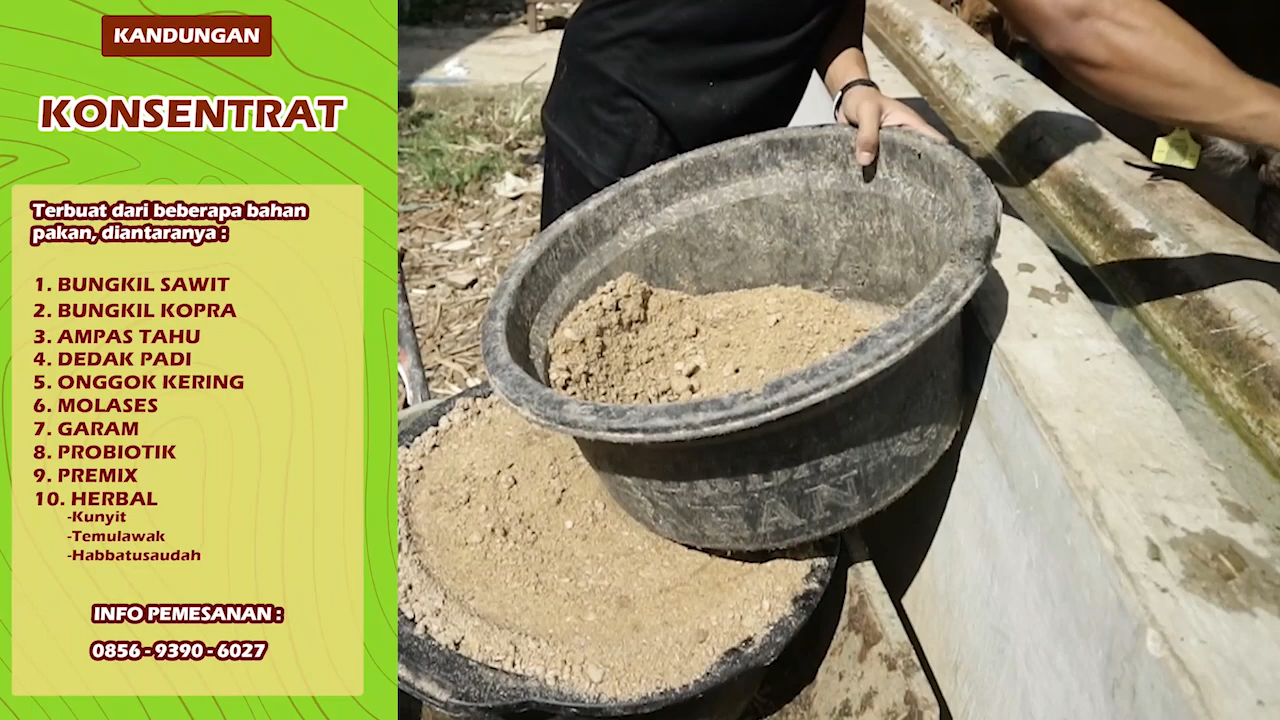 KANDUNGAN
KONSENTRAT
Terbuat dari beberapa bahan
pakan, diantaranya :
1. BUNGKIL SAWIT
2. BUNGKIL KOPRA
3. AMPAS TAHU
4. DEDAK PADI
5. ONGGOK KERING
6. MOLASES
7. GARAM
8. PROBIOTIK
9. PREMIX
10. HERBAL
-Kunyit
-Temulawak
-Habbatusaudah
INFO PEMESANAN :
0856 - 9390 - 6027